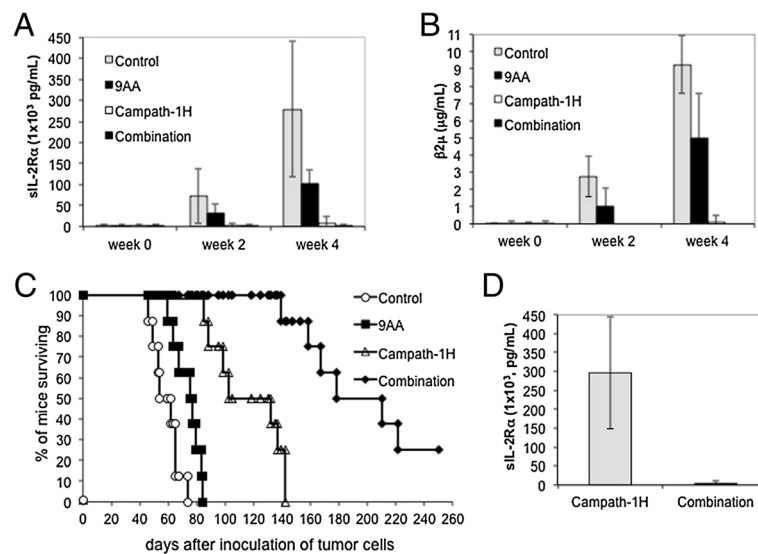 A
sIL-2Rα (1x10³ pg/mL)
450
400
350
300
250
200
150
100
50
0
Control
9AA
Campath-1H
Combination
week 0
week 2
week 4
B
β2μ (μg/mL)
11
10
9
8
7
6
5
4
3
2
1
0
Control
9AA
Campath-1H
Combination
week 0
week 2
week 4
C
% of mice surviving
100
90
80
70
60
50
40
30
20
10
0
Control
9AA
Campath-1H
Combination
0 20 40 60 80 100 120 140 160 180 200 220 240 260
days after inoculation of tumor cells
D
sIL-2Rα (1x10³, pg/mL)
450
400
350
300
250
200
150
100
50
0
Campath-1H
Combination